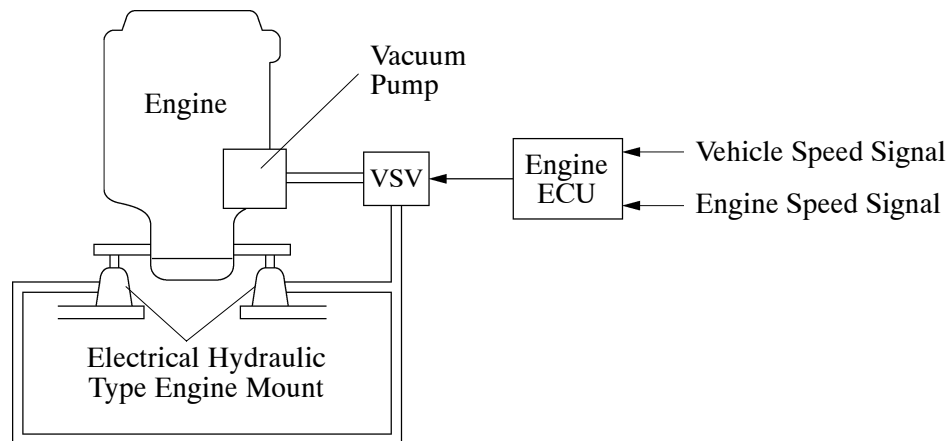 Vacuum
Pump
Engine
VSV
Engine
ECU
Vehicle Speed Signal
Engine Speed Signal
Electrical Hydraulic
Type Engine Mount